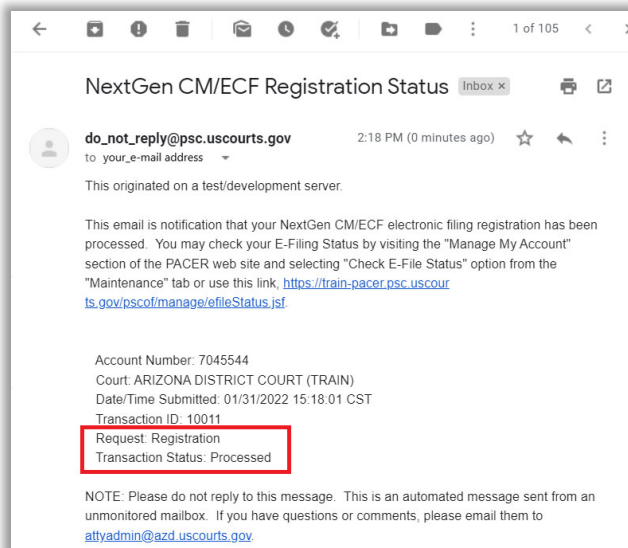 1 of 105
NextGen CM/ECF Registration Status Inbox ×
do_not_reply@psc.uscourts.gov 2:18 PM (0 minutes ago)
to your_e-mail address
This originated on a test/development server.
This email is notification that your NextGen CM/ECF electronic filing registration has been
processed. You may check your E-Filing Status by visiting the "Manage My Account"
section of the PACER web site and selecting "Check E-File Status" option from the
"Maintenance" tab or use this link, https://train-pacer.psc.uscour
ts.gov/pscof/manage/efileStatus.jsf.
Account Number: 7045544
Court: ARIZONA DISTRICT COURT (TRAIN)
Date/Time Submitted: 01/31/2022 15:18:01 CST
Transaction ID: 10011
Request: Registration
Transaction Status: Processed
NOTE: Please do not reply to this message. This is an automated message sent from an
unmonitored mailbox. If you have questions or comments, please email them to
attyadmin@azd.uscourts.gov.